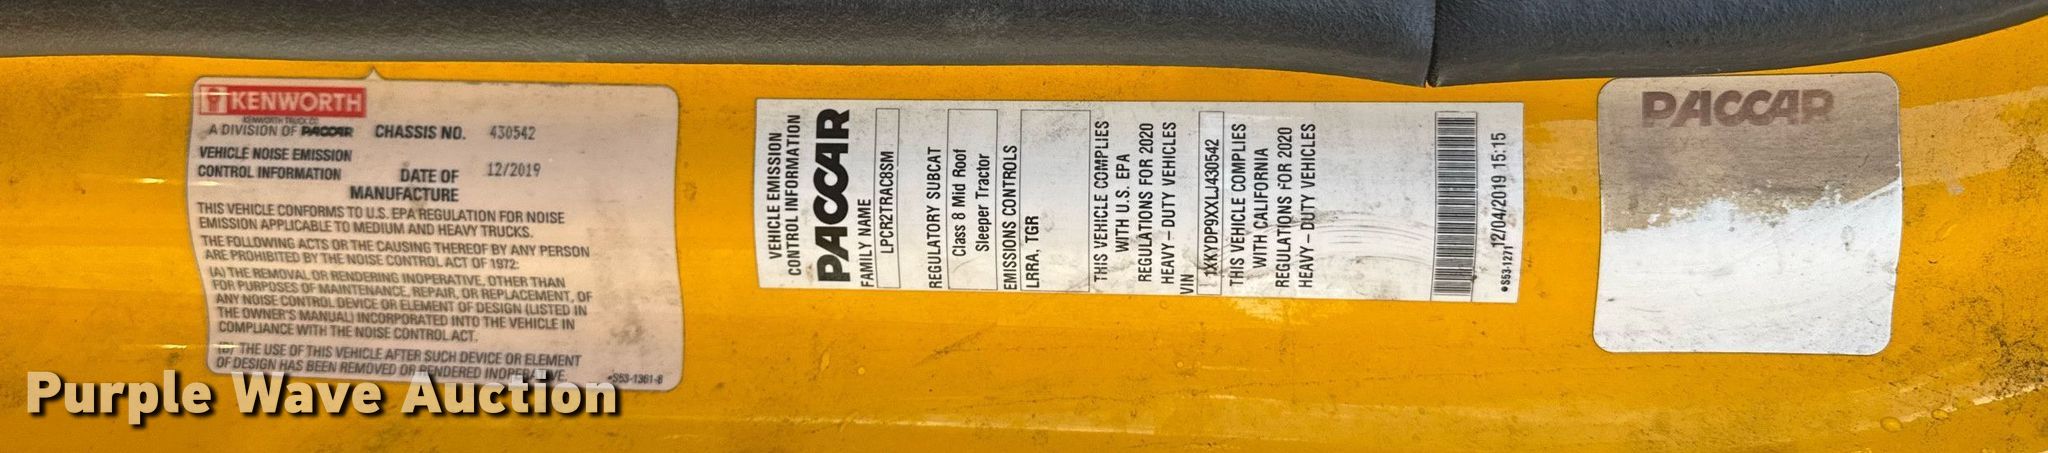 KENWORTH
KENWORTH TRUCK CO.
A DIVISION OF PACCAR
CHASSIS NO. 430542
VEHICLE NOISE EMISSION
CONTROL INFORMATION
DATE OF
MANUFACTURE
12/2019
THIS VEHICLE CONFORMS TO U.S. EPA REGULATION FOR NOISE
EMISSION APPLICABLE TO MEDIUM AND HEAVY TRUCKS.
THE FOLLOWING ACTS OR THE CAUSING THEREOF BY ANY PERSON
ARE PROHIBITED BY THE NOISE CONTROL ACT OF 1972:
(A) THE REMOVAL OR RENDERING INOPERATIVE, OTHER THAN
FOR PURPOSES OF MAINTENANCE, REPAIR, OR REPLACEMENT, OF
ANY NOISE CONTROL DEVICE OR ELEMENT OF DESIGN (LISTED IN
THE OWNER'S MANUAL) INCORPORATED INTO THE VEHICLE IN
COMPLIANCE WITH THE NOISE CONTROL ACT.
(B) THE USE OF THIS VEHICLE AFTER SUCH DEVICE OR ELEMENT
OF DESIGN HAS BEEN REMOVED OR RENDERED INOPERATIVE.
•S53-1361-8
VEHICLE EMISSION
CONTROL INFORMATION
PACCAR
FAMILY NAME
LPCR2TRAC8SM
REGULATORY SUBCAT
Class 8 Mid Roof
Sleeper Tractor
EMISSIONS CONTROLS
LRRA, TGR
THIS VEHICLE COMPLIES
WITH U.S. EPA
REGULATIONS FOR 2020
HEAVY-DUTY VEHICLES
VIN
1XKYDP9XXLJ430542
THIS VEHICLE COMPLIES
WITH CALIFORNIA
REGULATIONS FOR 2020
HEAVY-DUTY VEHICLES
•S53-1271
12/04/2019 15:15
PACCAR
Purple Wave Auction